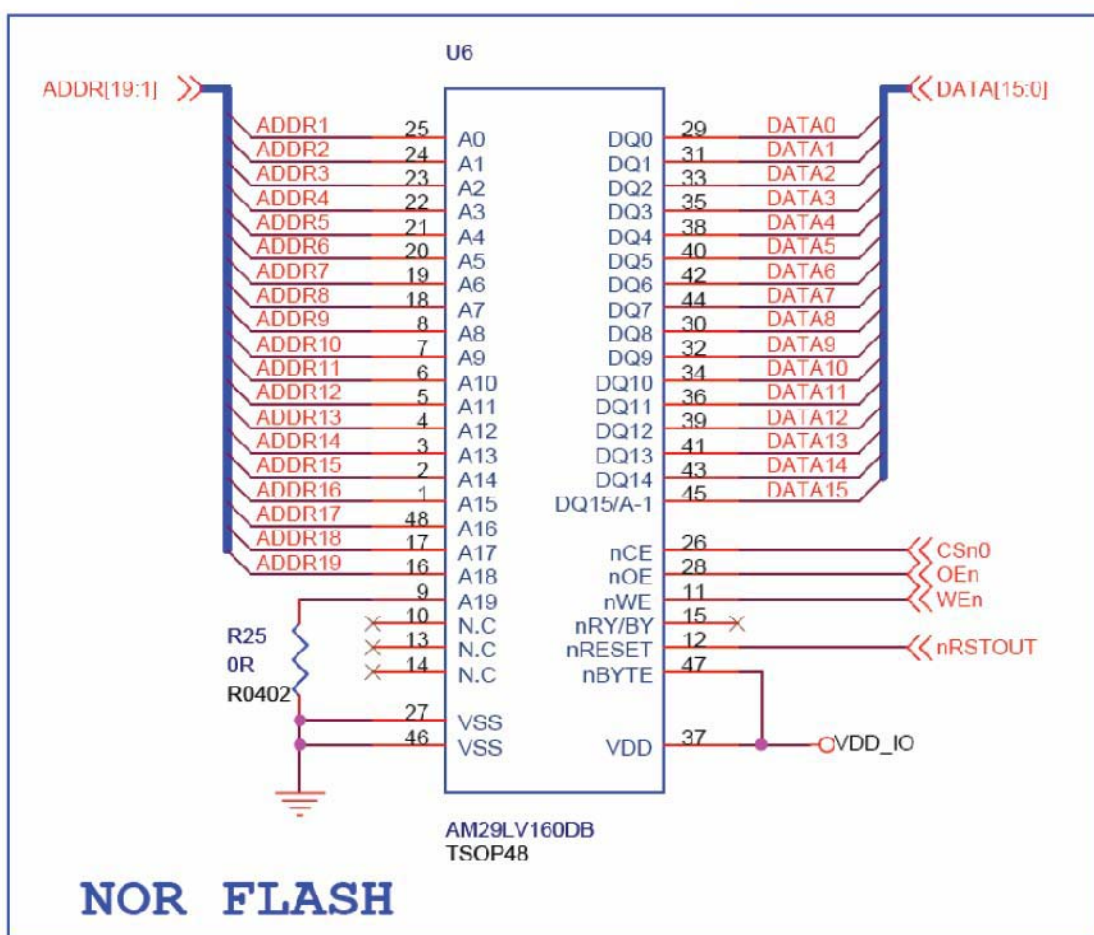 U6
ADDR[19:1] DATA[15:0]
ADDR1 25 A0 DQ0 29 DATA0
ADDR2 24 A1 DQ1 31 DATA1
ADDR3 23 A2 DQ2 33 DATA2
ADDR4 22 A3 DQ3 35 DATA3
ADDR5 21 A4 DQ4 38 DATA4
ADDR6 20 A5 DQ5 40 DATA5
ADDR7 19 A6 DQ6 42 DATA6
ADDR8 18 A7 DQ7 44 DATA7
ADDR9 8 A8 DQ8 30 DATA8
ADDR10 7 A9 DQ9 32 DATA9
ADDR11 6 A10 DQ10 34 DATA10
ADDR12 5 A11 DQ11 36 DATA11
ADDR13 4 A12 DQ12 39 DATA12
ADDR14 3 A13 DQ13 41 DATA13
ADDR15 2 A14 DQ14 43 DATA14
ADDR16 1 A15 DQ15/A-1 45 DATA15
ADDR17 48 A16
ADDR18 17 A17 nCE 26 CSn0
ADDR19 16 A18 nOE 28 OEn
9 A19 nWE 11 WEn
10 N.C nRY/BY 15
13 N.C nRESET 12 nRSTOUT
14 N.C nBYTE 47
R25
0R
R0402
27 VSS
46 VSS VDD 37 VDD_IO
AM29LV160DB
TSOP48
NOR FLASH